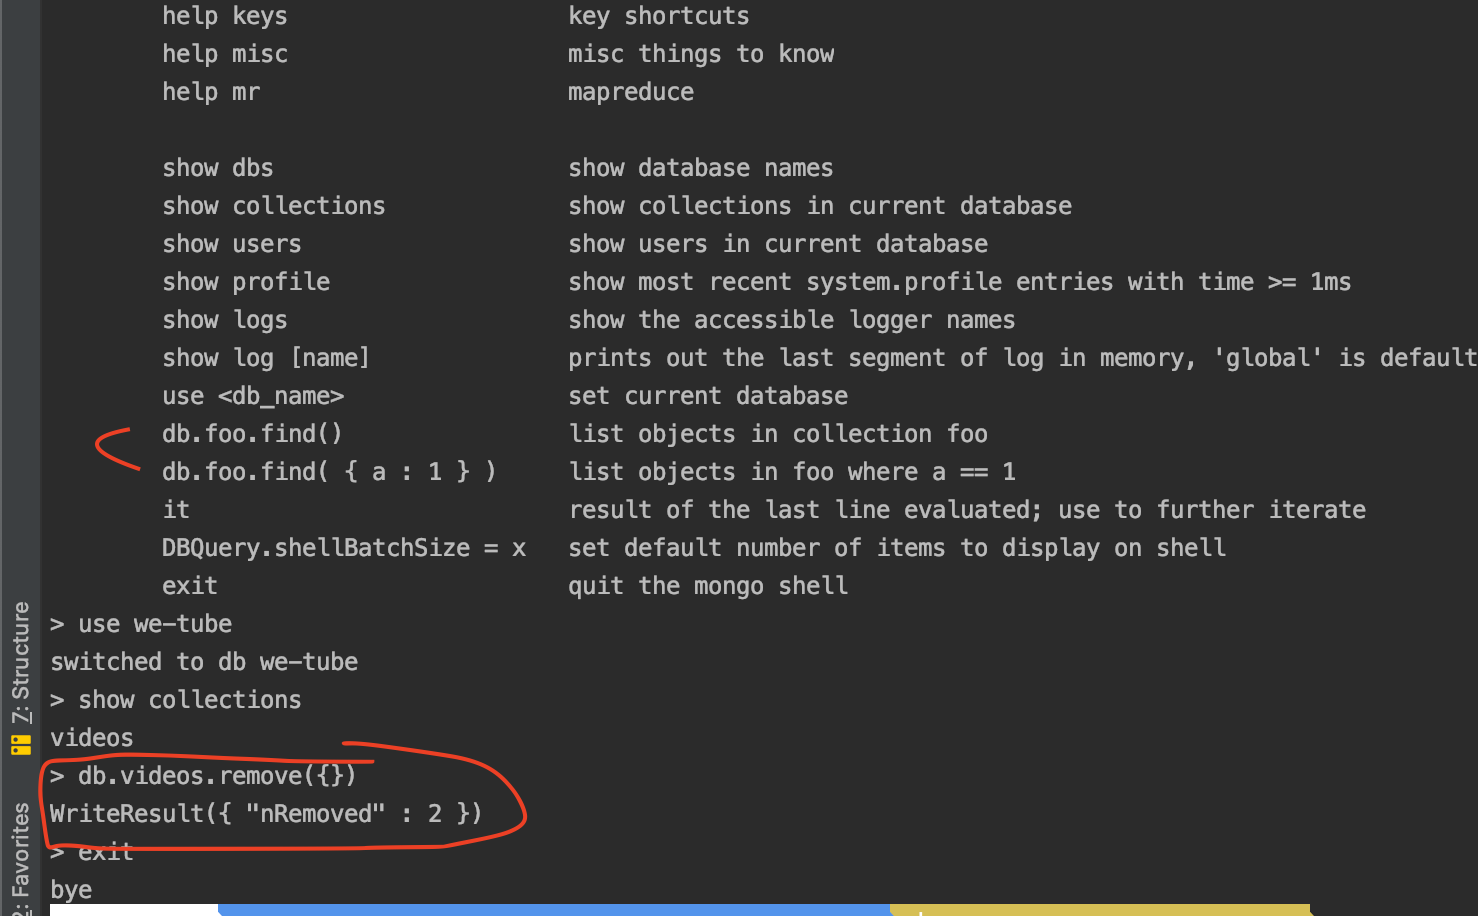 help keys                    key shortcuts
help misc                    misc things to know
help mr                      mapreduce
show dbs                     show database names
show collections             show collections in current database
show users                   show users in current database
show profile                 show most recent system.profile entries with time >= 1ms
show logs                    show the accessible logger names
show log [name]              prints out the last segment of log in memory, 'global' is default
use <db_name>                set current database
db.foo.find()                list objects in collection foo
db.foo.find( { a : 1 } )     list objects in foo where a == 1
it                           result of the last line evaluated; use to further iterate
DBQuery.shellBatchSize = x   set default number of items to display on shell
exit                         quit the mongo shell
> use we-tube
switched to db we-tube
> show collections
videos
> db.videos.remove({})
WriteResult({ "nRemoved" : 2 })
> exit
bye
7: Structure
2: Favorites